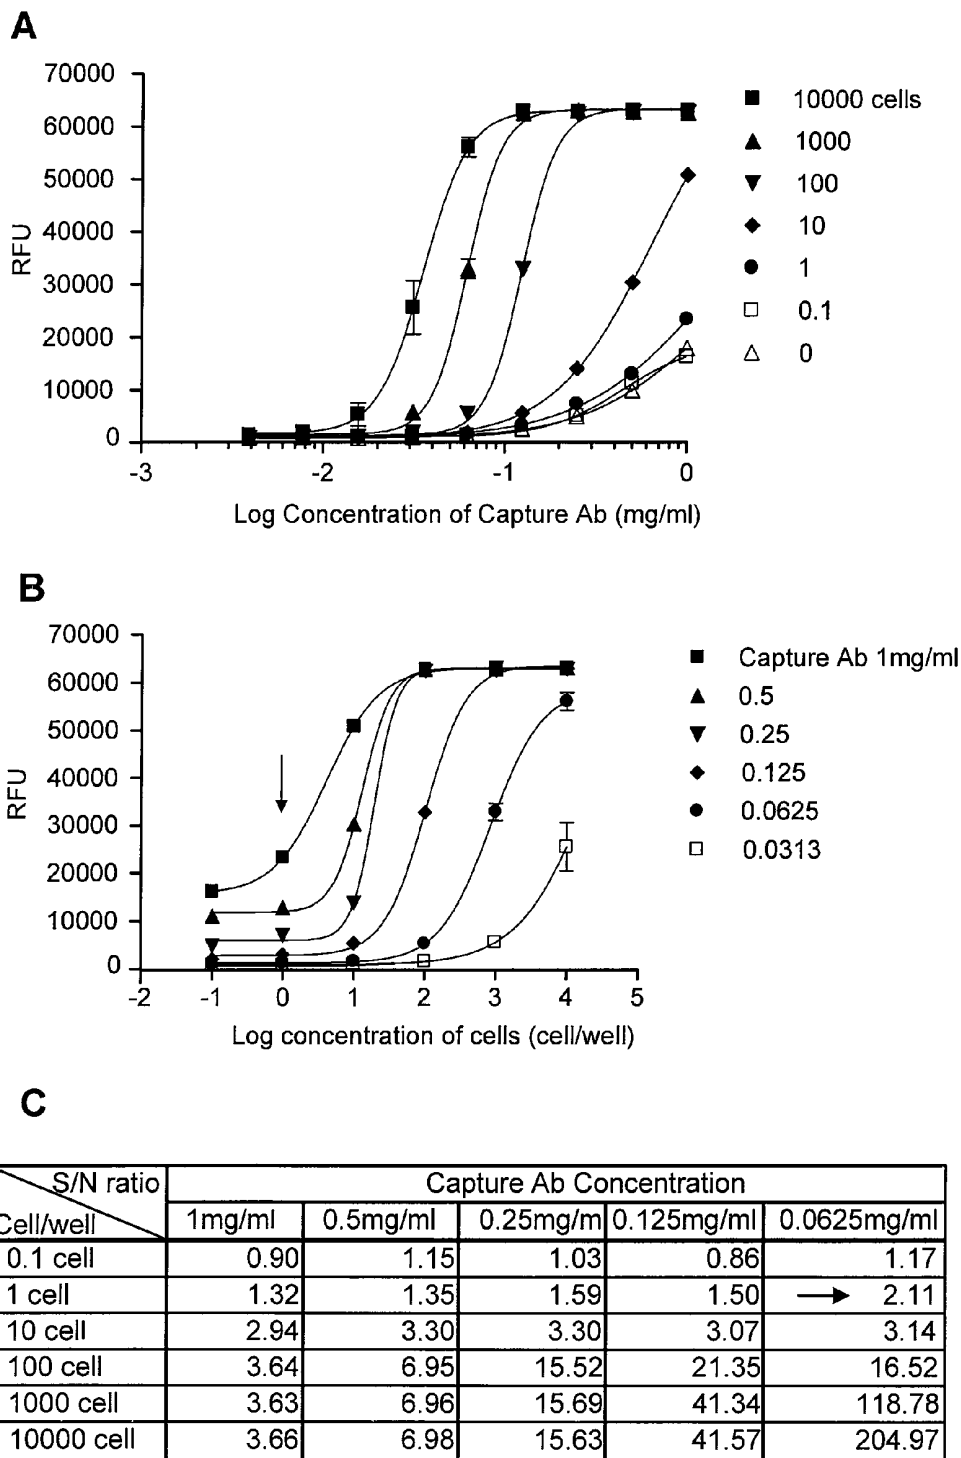 A
70000
60000
50000
40000
30000
20000
10000
0
RFU
-3 -2 -1 0
Log Concentration of Capture Ab (mg/ml)
10000 cells
1000
100
10
1
0.1
0
B
70000
60000
50000
40000
30000
20000
10000
0
RFU
-2 -1 0 1 2 3 4 5
Log concentration of cells (cell/well)
Capture Ab 1mg/ml
0.5
0.25
0.125
0.0625
0.0313
C
S/N ratio Capture Ab Concentration
Cell/well 1mg/ml 0.5mg/ml 0.25mg/m 0.125mg/ml 0.0625mg/ml
0.1 cell 0.90 1.15 1.03 0.86 1.17
1 cell 1.32 1.35 1.59 1.50 2.11
10 cell 2.94 3.30 3.30 3.07 3.14
100 cell 3.64 6.95 15.52 21.35 16.52
1000 cell 3.63 6.96 15.69 41.34 118.78
10000 cell 3.66 6.98 15.63 41.57 204.97